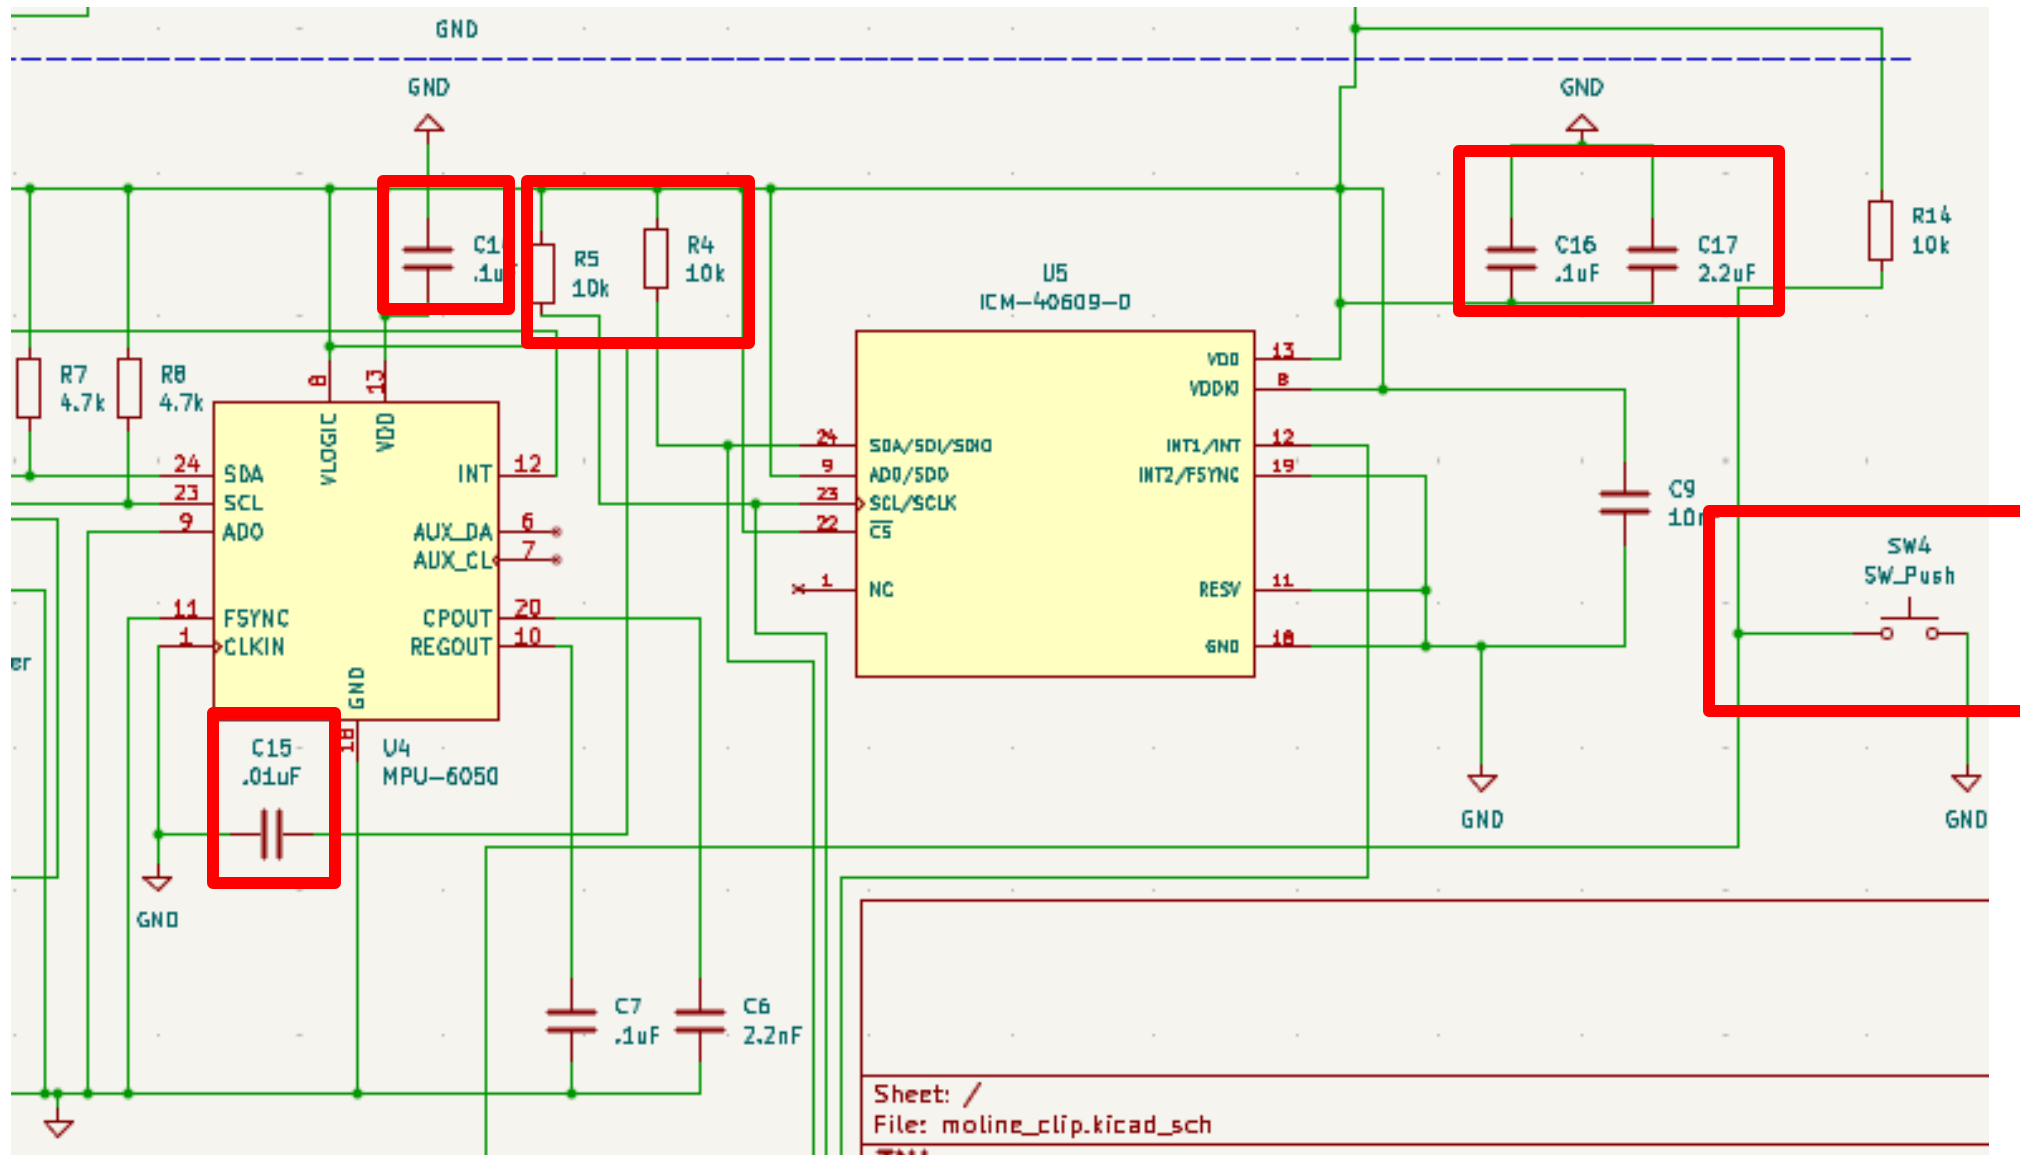 GND
GND
GND
R5
10k
R4
10k
C16
.1uF
C17
2.2uF
R14
10k
U5
ICM-40609-D
R7
4.7k
R8
4.7k
8
13
VLOGIC
VDD
24
SDA
23
SCL
9
AD0
11
FSYNC
1
CLKIN
INT
12
AUX_DA
6
AUX_CL
7
CPOUT
20
REGOUT
10
GND
18
24
SDA/SDI/SDIO
9
AD0/SDO
23
SCL/SCLK
22
CS
1
NC
VDD
13
VDDIO
8
INT1/INT
12
INT2/FSYNC
19
RESV
11
GND
18
C9
SW4
SW_Push
er
C15
.01uF
U4
MPU-6050
GND
GND
GND
C7
.1uF
C6
2.2nF
Sheet: /
File: moline_clip.kicad_sch